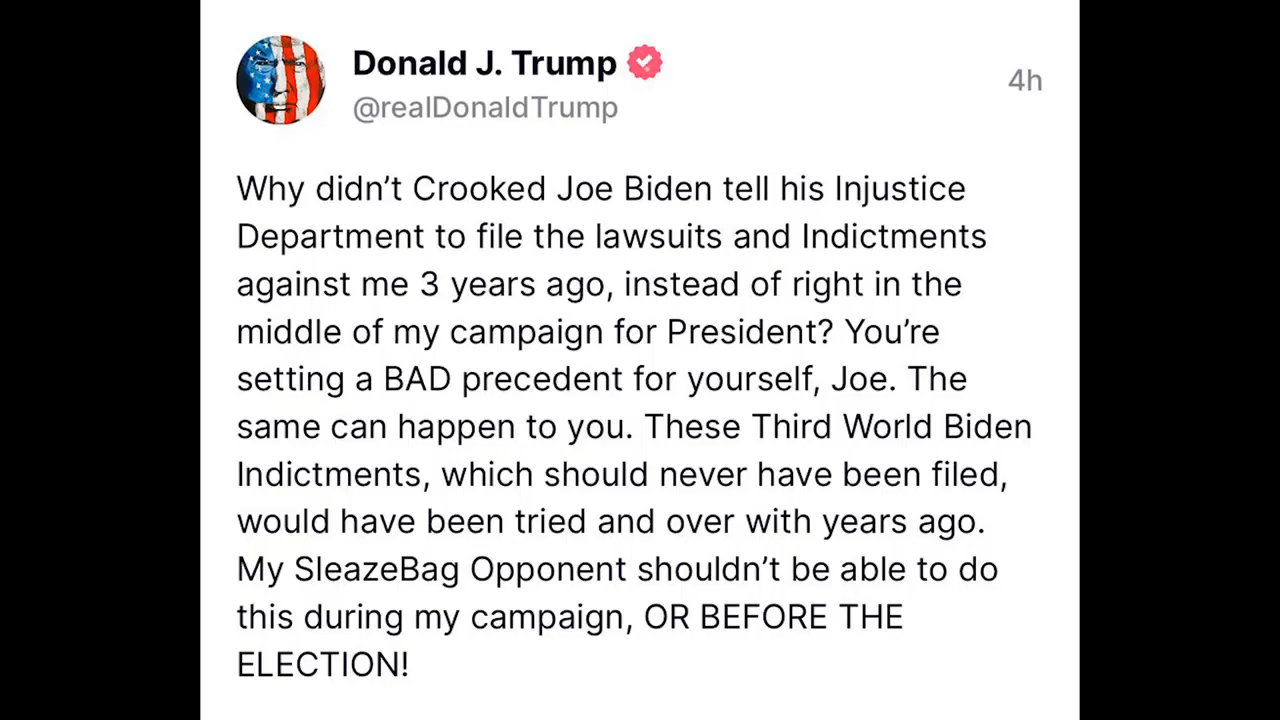 Donald J. Trump
4h
@realDonaldTrump
Why didn’t Crooked Joe Biden tell his Injustice
Department to file the lawsuits and Indictments
against me 3 years ago, instead of right in the
middle of my campaign for President? You’re
setting a BAD precedent for yourself, Joe. The
same can happen to you. These Third World Biden
Indictments, which should never have been filed,
would have been tried and over with years ago.
My SleazeBag Opponent shouldn’t be able to do
this during my campaign, OR BEFORE THE
ELECTION!